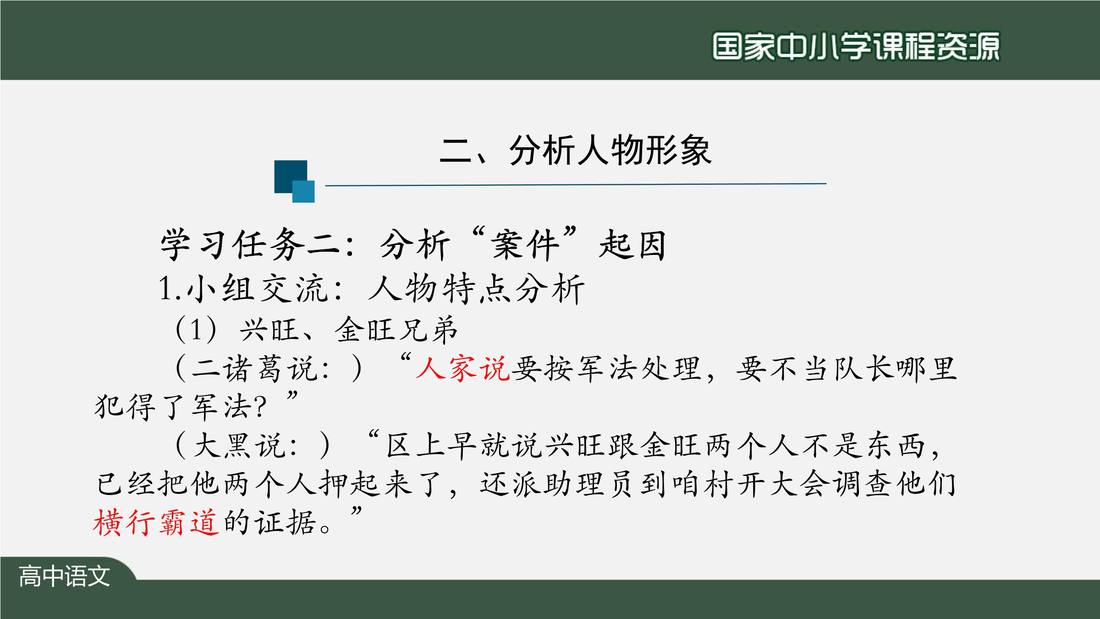 国家中小学课程资源
二、分析人物形象
学习任务二：分析“案件”起因
1.小组交流：人物特点分析
（1）兴旺、金旺兄弟
（二诸葛说：）“人家说要按军法处理，要不当队长哪里
犯得了军法？”
（大黑说：）“区上早就说兴旺跟金旺两个人不是东西，
已经把他两个人押起来了，还派助理员到咱村开大会调查他们
横行霸道的证据。”
高中语文